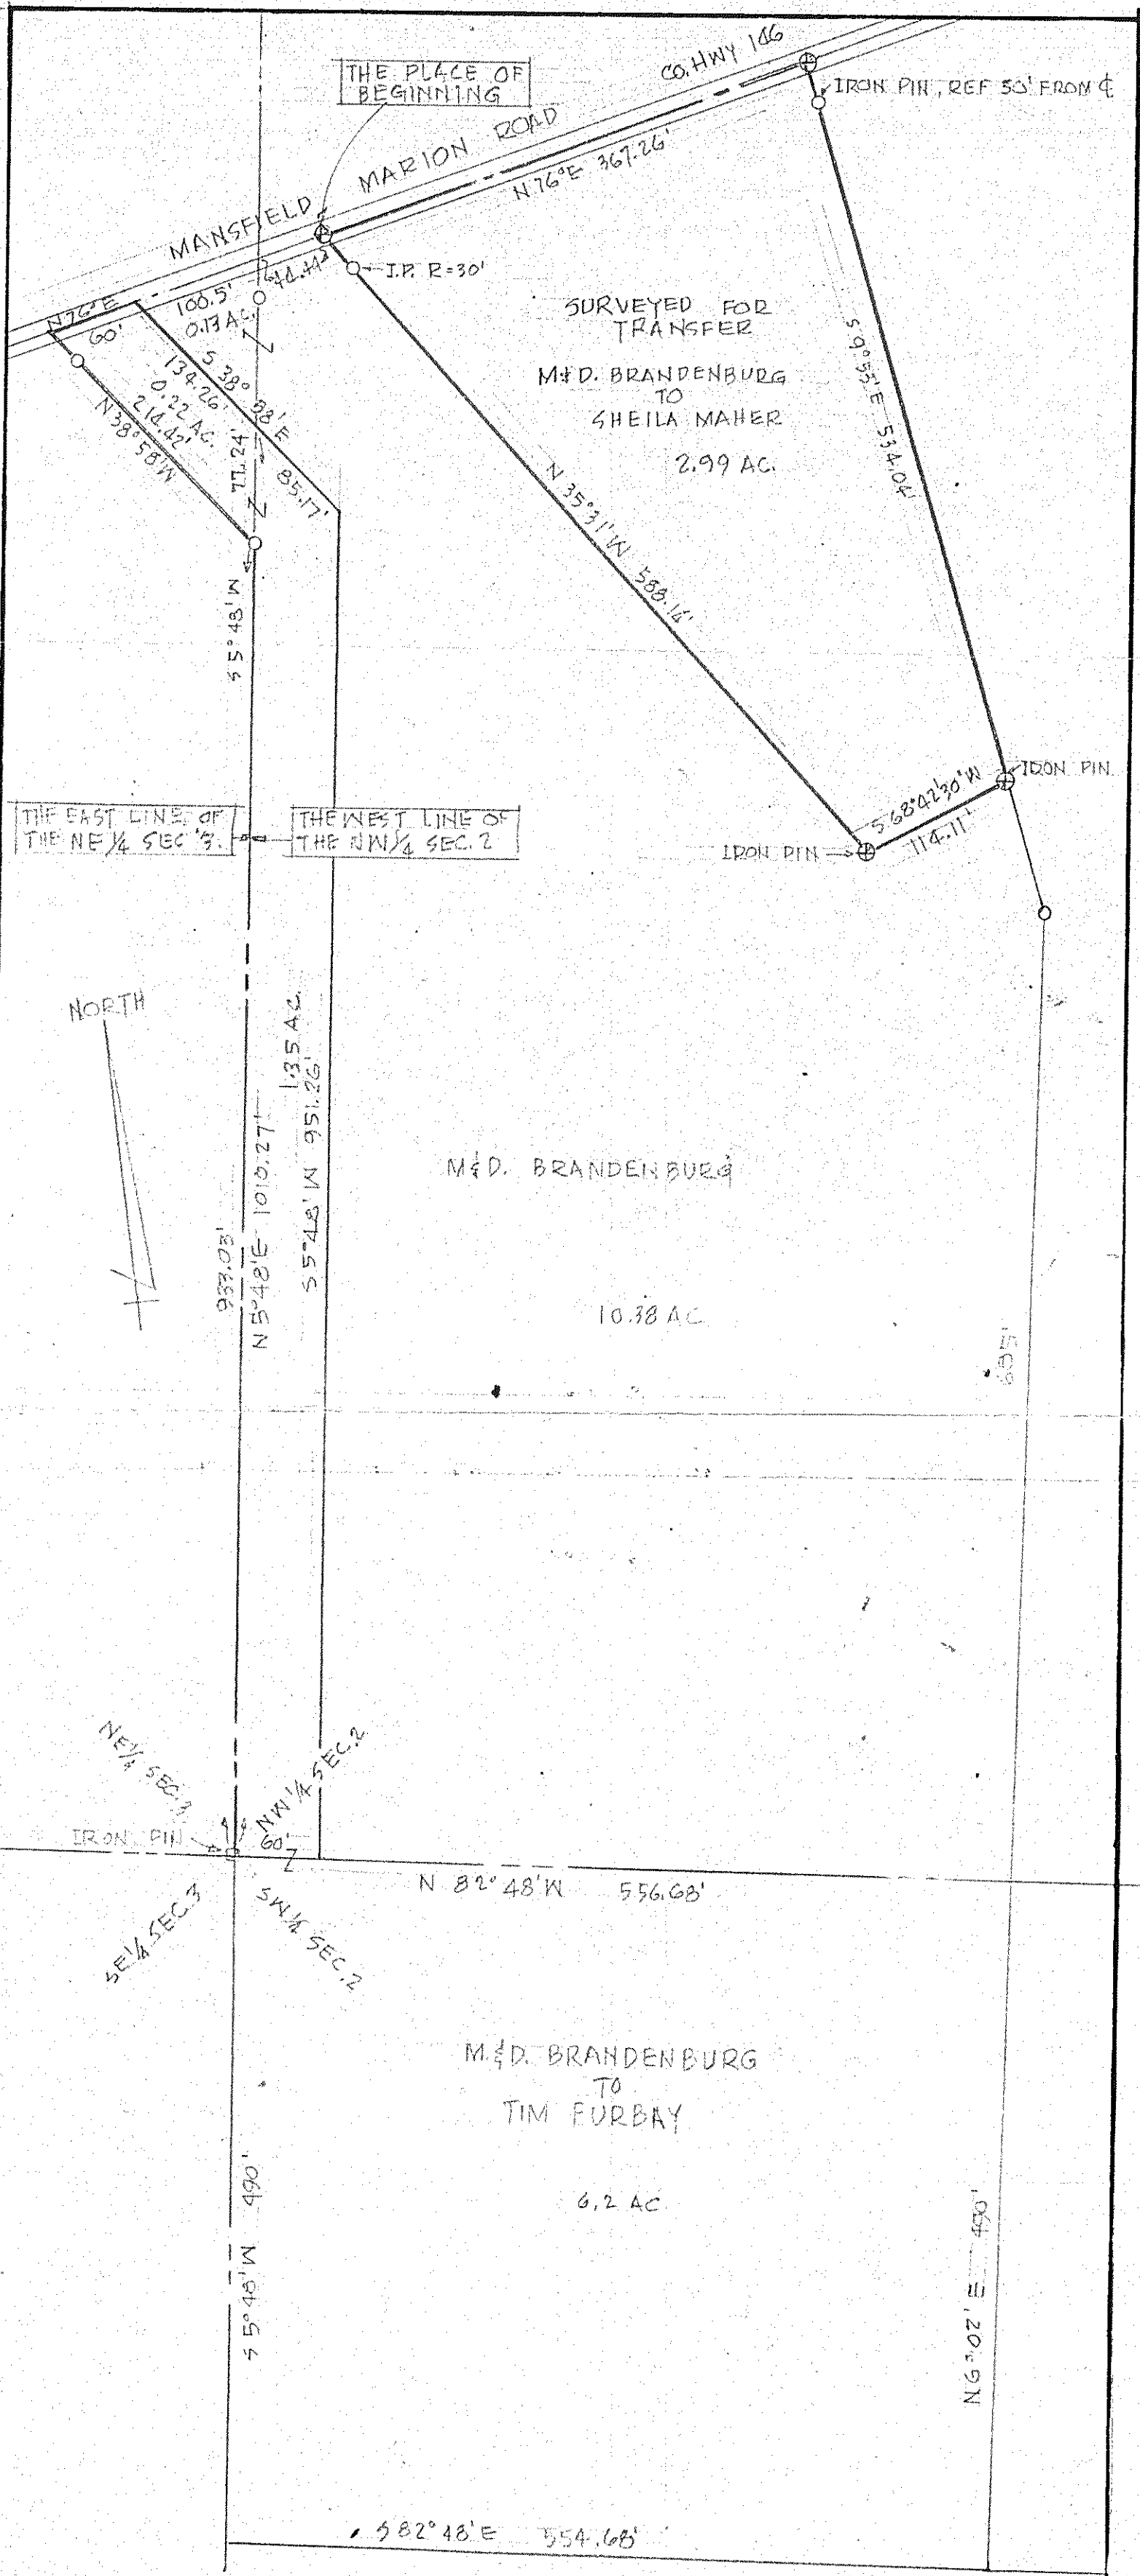 THE PLACE OF
BEGINNING
CO. HWY 146
IRON PIN, REF 50' FROM ℄
MANSFIELD MARION ROAD
N 76° E 367.26'
I.P. R=30'
N 76° E
60'
100.5'
0.13 AC.
S 38° 58' E
134.26'
0.22 AC.
214.42'
N 38° 58' W
77.24'
85.17'
SURVEYED FOR
TRANSFER
M&D. BRANDENBURG
TO
SHEILA MAHER
2.99 AC.
S 9° 55' E 534.04'
N 35° 31' W 588.14'
S 5° 48' W
IRON PIN
S 68° 42' 30" W
114.11'
IRON PIN
THE EAST LINE OF
THE NE 1/4 SEC 3.
THE WEST LINE OF
THE NW 1/4 SEC. 2
NORTH
1.35 AC.
S 5° 48' W 951.26'
N 5° 48' E 1010.27'
933.03'
M&D. BRANDENBURG
10.38 AC
695'
NE 1/4 SEC. 3
NW 1/4 SEC. 2
IRON PIN
60'
N 82° 48' W 556.68'
SE 1/4 SEC. 3
SW 1/4 SEC. 2
M.&D. BRANDENBURG
TO
TIM FURBAY
6.2 AC
S 5° 48' W 490'
N 6° 02' E 490'
S 82° 48' E 554.68'